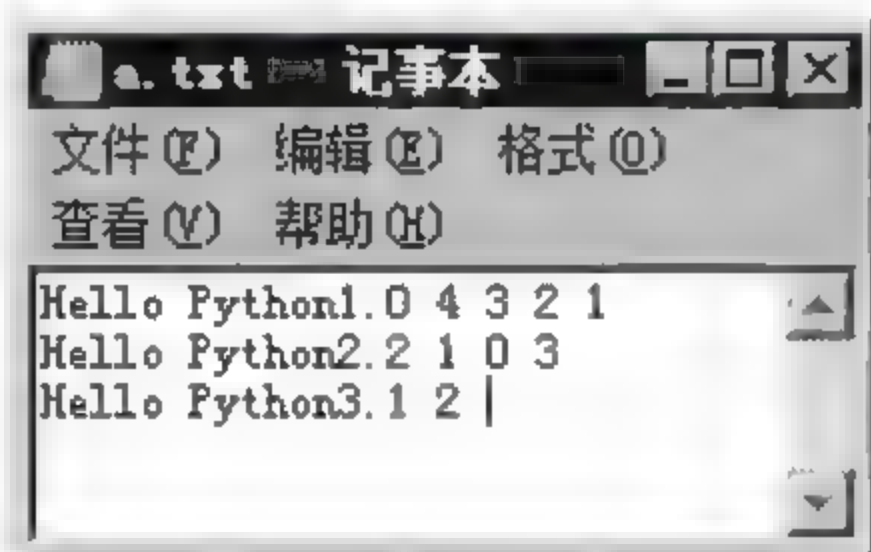 a.txt 记事本
文件(F) 编辑(E) 格式(O)
查看(V) 帮助(H)
Hello Python1.0 4 3 2 1
Hello Python2.2 1 0 3
Hello Python3.1 2